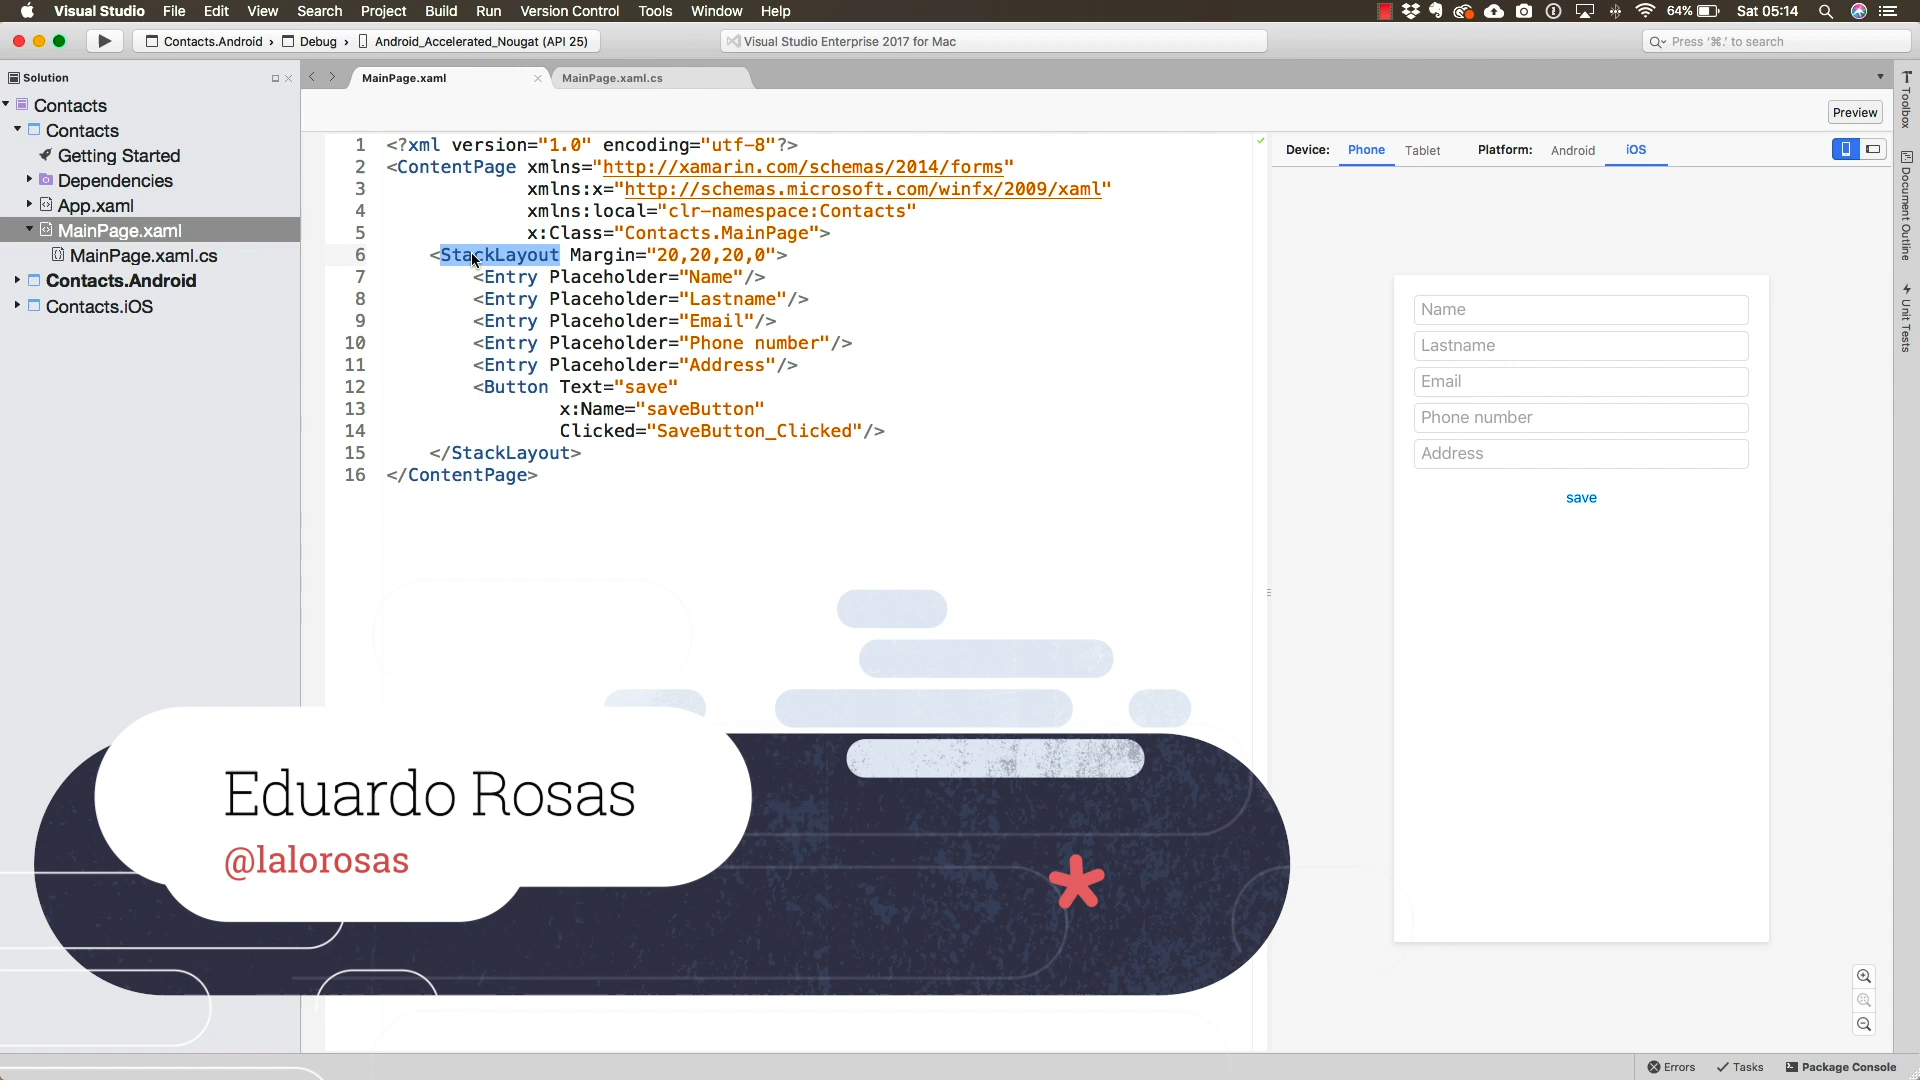 Visual Studio File Edit View Search Project Build Run Version Control Tools Window Help
64% Sat 05:14
Contacts.Android › Debug › Android_Accelerated_Nougat (API 25)
Visual Studio Enterprise 2017 for Mac
Press '⌘.' to search
Solution
MainPage.xaml
MainPage.xaml.cs
Contacts
Contacts
Getting Started
Dependencies
App.xaml
MainPage.xaml
MainPage.xaml.cs
Contacts.Android
Contacts.iOS
Preview
1 <?xml version="1.0" encoding="utf-8"?>
2 <ContentPage xmlns="http://xamarin.com/schemas/2014/forms"
3 xmlns:x="http://schemas.microsoft.com/winfx/2009/xaml"
4 xmlns:local="clr-namespace:Contacts"
5 x:Class="Contacts.MainPage">
6 <StackLayout Margin="20,20,20,0">
7 <Entry Placeholder="Name"/>
8 <Entry Placeholder="Lastname"/>
9 <Entry Placeholder="Email"/>
10 <Entry Placeholder="Phone number"/>
11 <Entry Placeholder="Address"/>
12 <Button Text="save"
13 x:Name="saveButton"
14 Clicked="SaveButton_Clicked"/>
15 </StackLayout>
16 </ContentPage>
Device: Phone Tablet Platform: Android iOS
Name
Lastname
Email
Phone number
Address
save
Toolbox
Document Outline
Unit Tests
Eduardo Rosas
@lalorosas
Errors Tasks Package Console